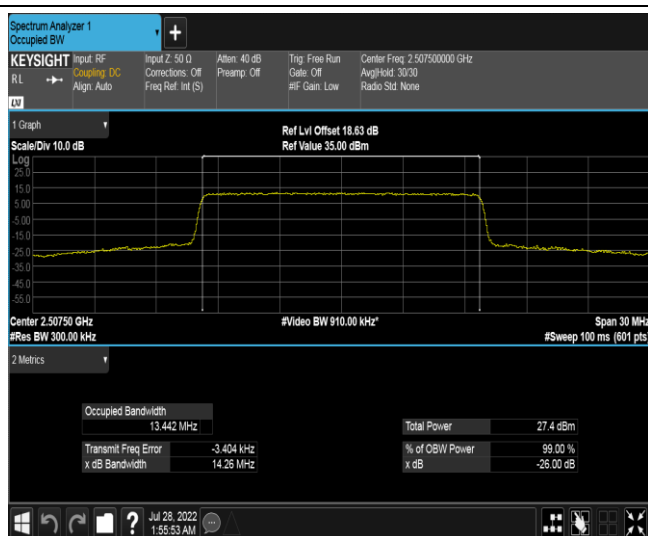 Spectrum Analyzer 1
Occupied BW
+
KEYSIGHT Input: RF Input Z: 50 Ω Atten: 40 dB Trig: Free Run Center Freq: 2.507500000 GHz
RL Coupling: DC Corrections: Off Preamp: Off Gate: Off Avg|Hold: 30/30
Align: Auto Freq Ref: Int (S) #IF Gain: Low Radio Std: None
LXI
1 Graph Ref Lvl Offset 18.63 dB
Scale/Div 10.0 dB Ref Value 35.00 dBm
Log
25.0
15.0
5.00
-5.00
-15.0
-25.0
-35.0
-45.0
-55.0
Center 2.50750 GHz #Video BW 910.00 kHz* Span 30 MHz
#Res BW 300.00 kHz #Sweep 100 ms (601 pts)
2 Metrics
Occupied Bandwidth
13.442 MHz Total Power 27.4 dBm
Transmit Freq Error -3.404 kHz % of OBW Power 99.00 %
x dB Bandwidth 14.26 MHz x dB -26.00 dB
? Jul 28, 2022
1:55:53 AM